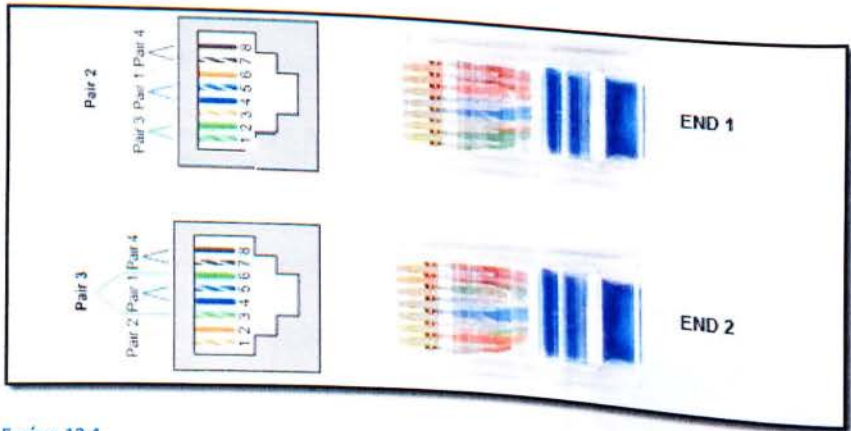 Pair 2
Pair 3 Pair 1 Pair 4
1 2 3 4 5 6 7 8
END 1
Pair 3
Pair 2 Pair 1 Pair 4
1 2 3 4 5 6 7 8
END 2